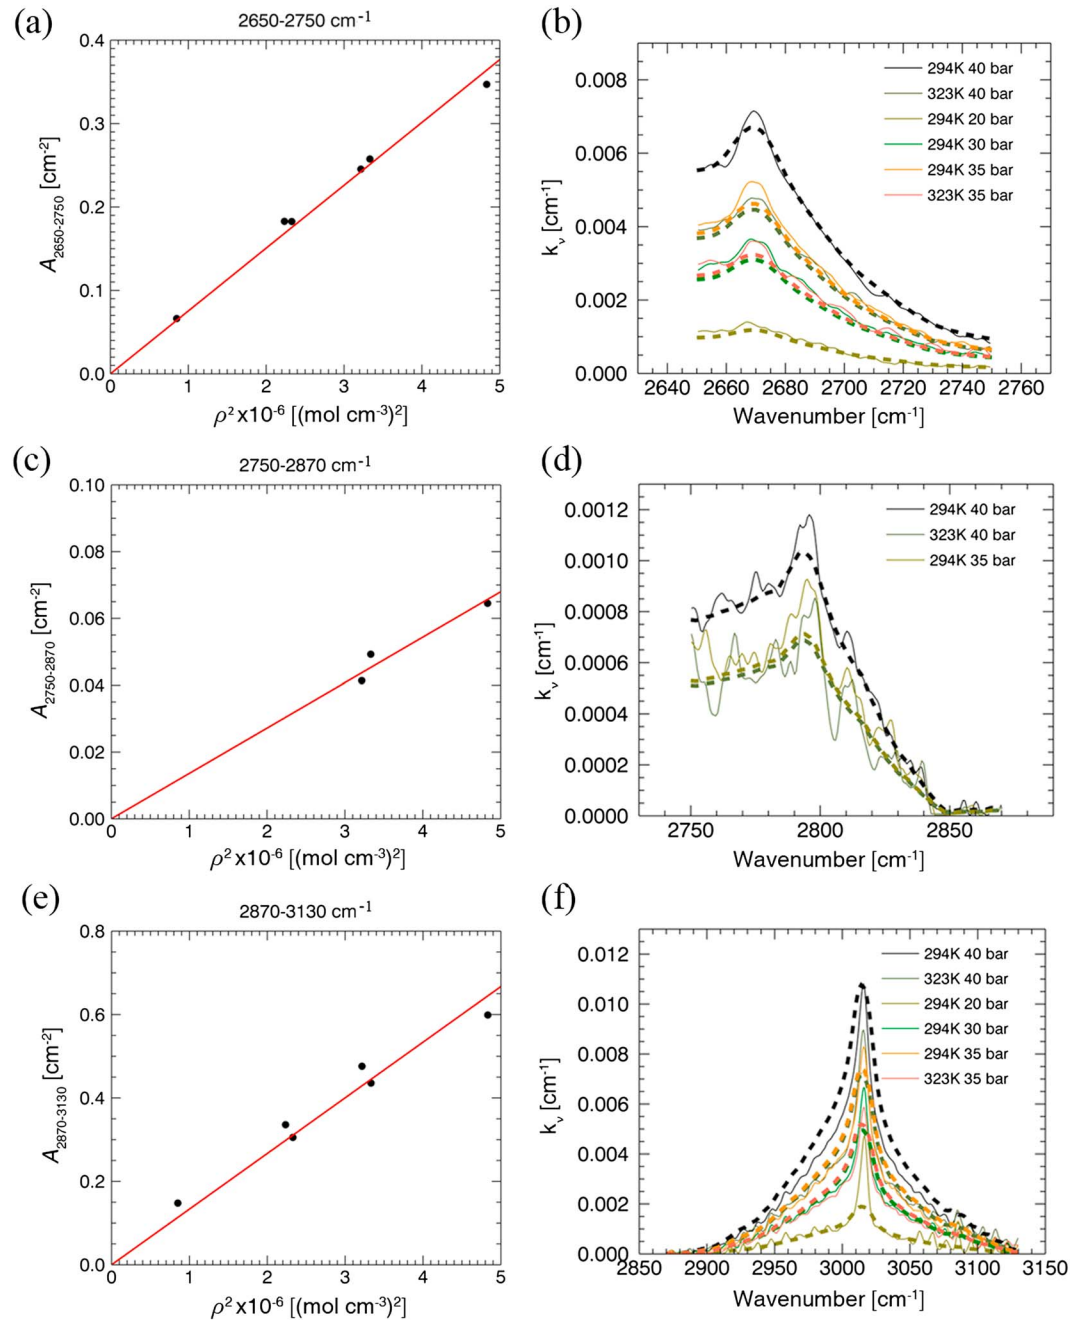 (a)
2650-2750 cm⁻¹
0.4
0.3
0.2
0.1
0.0
A2650-2750 [cm⁻²]
0 1 2 3 4 5
ρ²x10⁻⁶ [(mol cm⁻³)²]
(b)
0.008
0.006
0.004
0.002
0.000
kν [cm⁻¹]
294K 40 bar
323K 40 bar
294K 20 bar
294K 30 bar
294K 35 bar
323K 35 bar
2640 2660 2680 2700 2720 2740 2760
Wavenumber [cm⁻¹]
(c)
2750-2870 cm⁻¹
0.10
0.08
0.06
0.04
0.02
0.00
A2750-2870 [cm⁻²]
0 1 2 3 4 5
ρ²x10⁻⁶ [(mol cm⁻³)²]
(d)
0.0012
0.0010
0.0008
0.0006
0.0004
0.0002
0.0000
kν [cm⁻¹]
294K 40 bar
323K 40 bar
294K 35 bar
2750 2800 2850
Wavenumber [cm⁻¹]
(e)
2870-3130 cm⁻¹
0.8
0.6
0.4
0.2
0.0
A2870-3130 [cm⁻²]
0 1 2 3 4 5
ρ²x10⁻⁶ [(mol cm⁻³)²]
(f)
0.012
0.010
0.008
0.006
0.004
0.002
0.000
kν [cm⁻¹]
294K 40 bar
323K 40 bar
294K 20 bar
294K 30 bar
294K 35 bar
323K 35 bar
2850 2900 2950 3000 3050 3100 3150
Wavenumber [cm⁻¹]